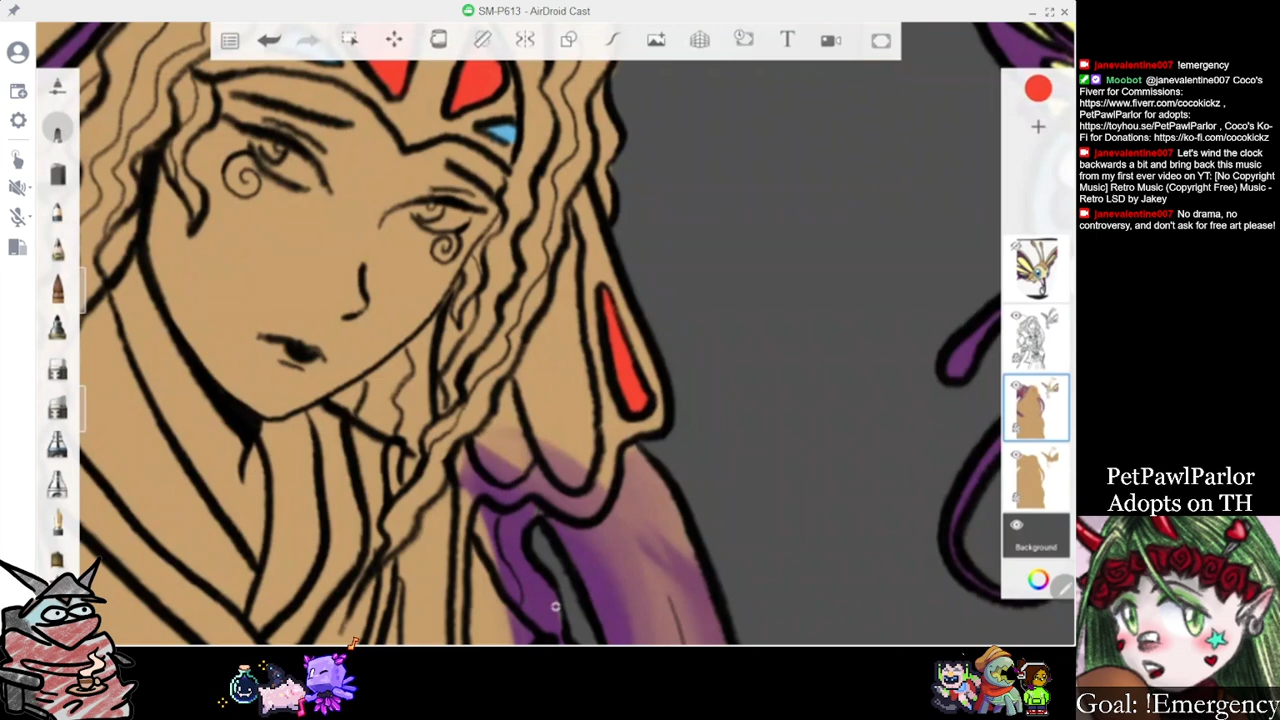 SM-P613 - AirDroid Cast
T
Background
janevalentine007 !emergency
Moobot @janevalentine007 Coco's
Fiverr for Commissions:
https://www.fiverr.com/cocokickz ,
PetPawlParlor for adopts:
https://toyhou.se/PetPawlParlor , Coco's Ko-
Fi for Donations: https://ko-fi.com/cocokickz
janevalentine007 Let's wind the clock
backwards a bit and bring back this music
from my first ever video on YT: [No Copyright
Music] Retro Music (Copyright Free) Music -
Retro LSD by Jakey
janevalentine007 No drama, no
controversy, and don't ask for free art please!
PetPawlParlor
Adopts on TH
Goal: !Emergency